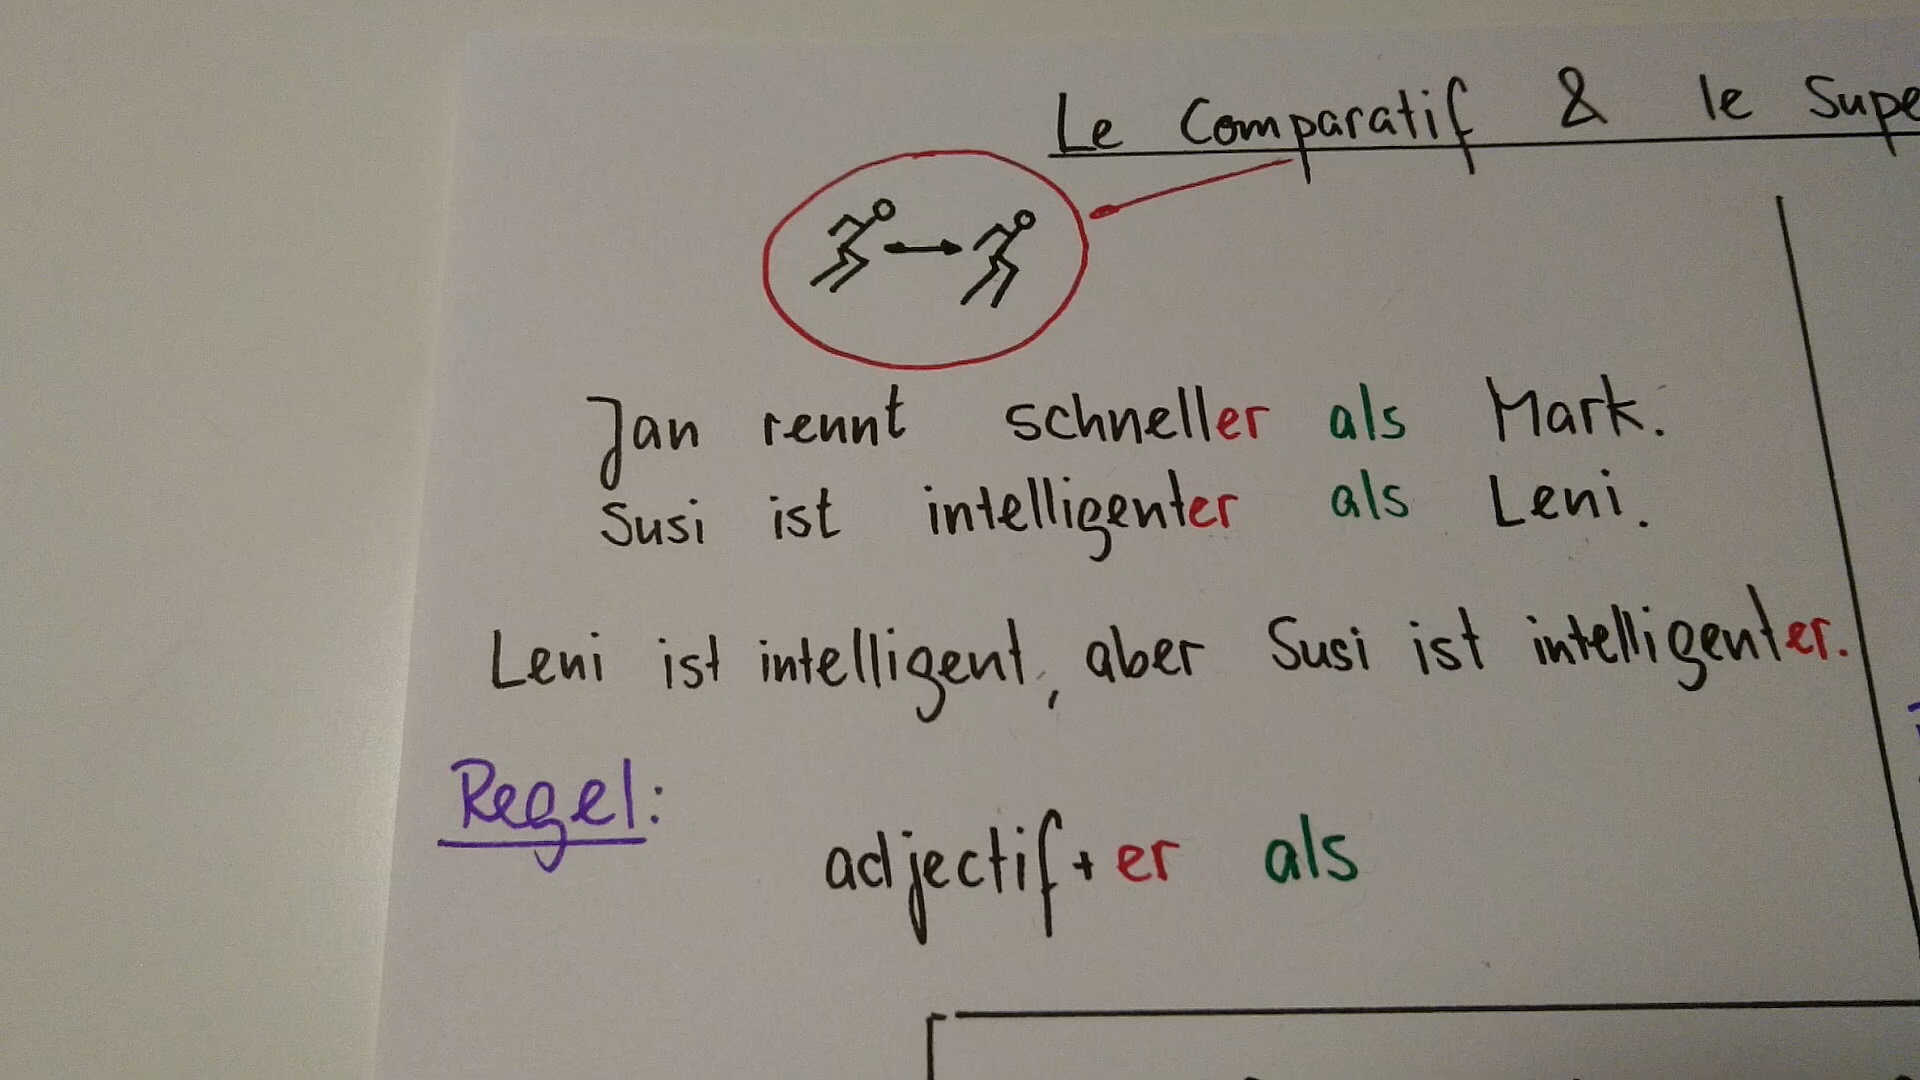 Le Comparatif & le Supe
Jan rennt schneller als Mark.
Susi ist intelligenter als Leni.
Leni ist intelligent, aber Susi ist intelligenter.
Regel:
adjectif + er als